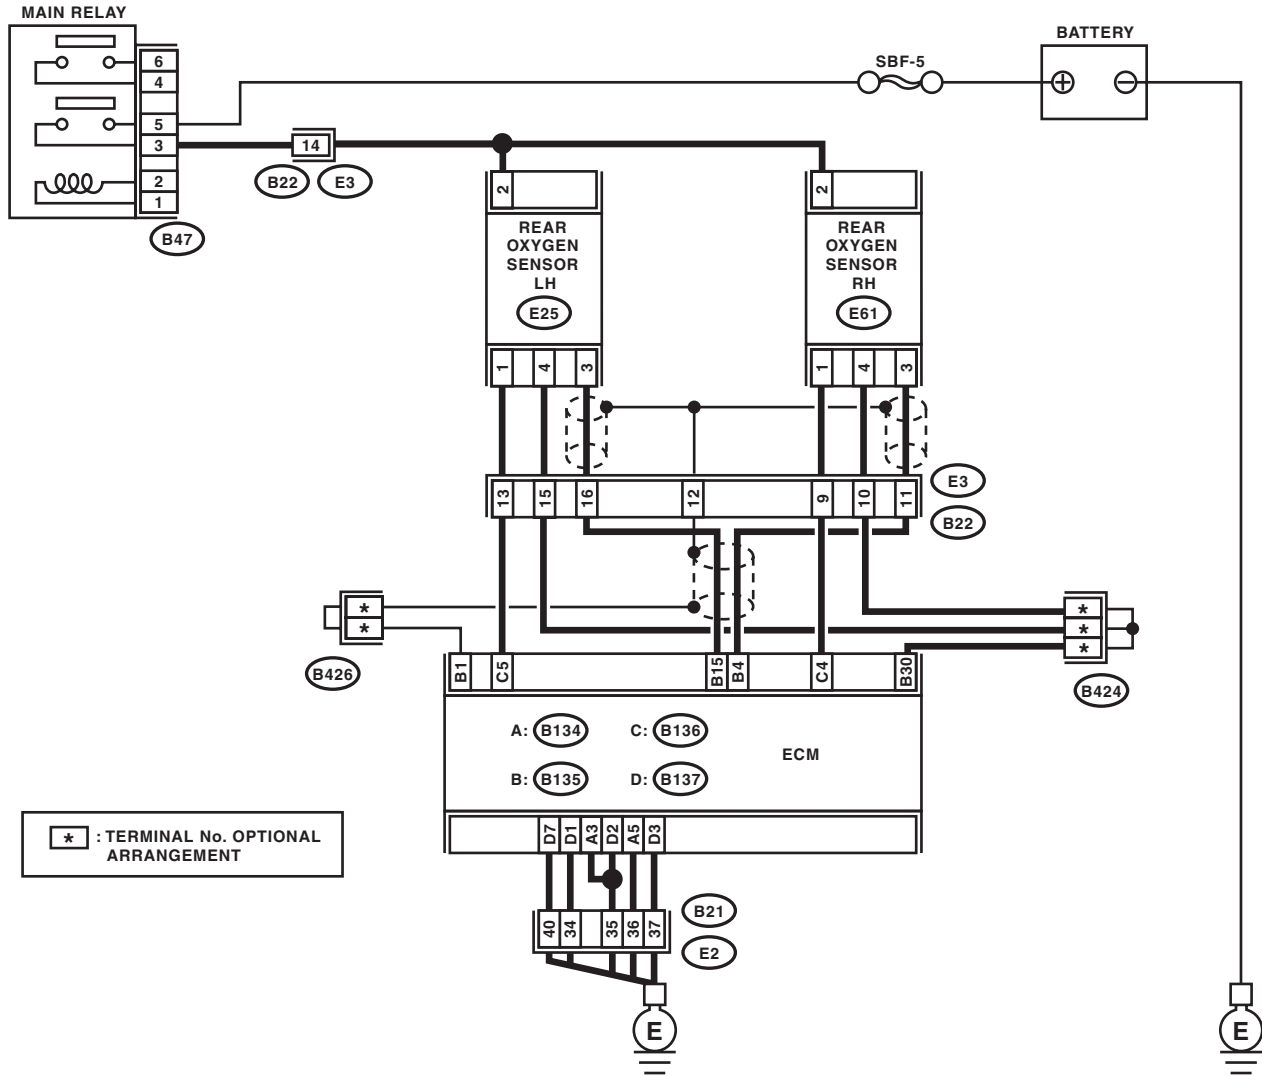 MAIN RELAY
BATTERY
SBF-5
6
4
5
3
2
1
14
B22
E3
B47
2
2
REAR
OXYGEN
SENSOR
LH
E25
REAR
OXYGEN
SENSOR
RH
E61
1
4
3
1
4
3
13
15
16
12
9
10
11
E3
B22
*
*
B426
*
*
*
B424
B1
C5
B15
B4
C4
B30
A: B134
C: B136
ECM
B: B135
D: B137
* : TERMINAL No. OPTIONAL
ARRANGEMENT
D7
D1
A3
D2
A5
D3
40
34
35
36
37
B21
E2
E
E